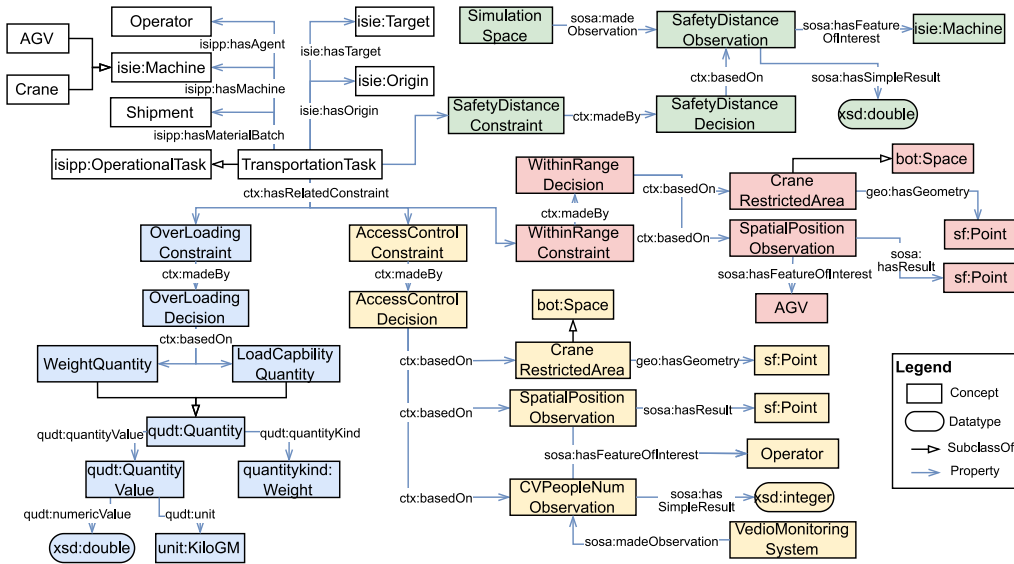 Operator
AGV
isie:Machine
Crane
Shipment
isipp:OperationalTask
TransportationTask
isipp:hasAgent
isipp:hasMachine
isipp:hasMaterialBatch
isie:hasTarget
isie:hasOrigin
isie:Target
isie:Origin
ctx:hasRelatedConstraint
Simulation
Space
sosa:made
Observation
SafetyDistance
Observation
sosa:hasFeature
OfInterest
isie:Machine
ctx:basedOn
sosa:hasSimpleResult
xsd:double
SafetyDistance
Constraint
ctx:madeBy
SafetyDistance
Decision
WithinRange
Decision
ctx:madeBy
WithinRange
Constraint
ctx:basedOn
ctx:basedOn
bot:Space
Crane
RestrictedArea
geo:hasGeometry
sf:Point
SpatialPosition
Observation
sosa:
hasResult
sf:Point
sosa:hasFeatureOfInterest
AGV
OverLoading
Constraint
ctx:madeBy
OverLoading
Decision
ctx:basedOn
WeightQuantity
LoadCapbility
Quantity
qudt:quantityValue
qudt:Quantity
qudt:quantityKind
qudt:Quantity
Value
quantitykind:
Weight
qudt:numericValue
qudt:unit
xsd:double
unit:KiloGM
AccessControl
Constraint
ctx:madeBy
AccessControl
Decision
bot:Space
ctx:basedOn
Crane
RestrictedArea
geo:hasGeometry
sf:Point
ctx:basedOn
SpatialPosition
Observation
sosa:hasResult
sf:Point
sosa:hasFeatureOfInterest
Operator
ctx:basedOn
CVPeopleNum
Observation
sosa:has
SimpleResult
xsd:integer
sosa:madeObservation
VedioMonitoring
System
Legend
Concept
Datatype
SubclassOf
Property